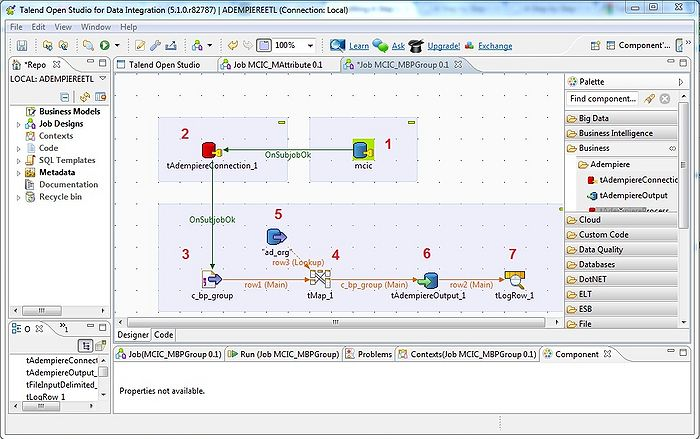 Talend Open Studio for Data Integration (5.1.0.r82787) | ADEMPIEREETL (Connection: Local)
File Edit View Window Help
100% Learn Ask Upgrade! Exchange Component'...
*Repo
LOCAL: ADEMPIEREETL
Business Models
Job Designs
Contexts
Code
SQL Templates
Metadata
Documentation
Recycle bin
O »1
tAdempiereConnect
tAdempiereOutput_
tFileInputDelimited_
tLogRow 1
Talend Open Studio Job MCIC_MAttribute 0.1 *Job MCIC_MBPGroup 0.1
2
1
tAdempiereConnection_1
OnSubjobOk
mcic
OnSubjobOk
5
"ad_org"
row3 (Lookup)
3
4
6
7
c_bp_group
row1 (Main)
tMap_1
c_bp_group (Main)
tAdempiereOutput_1
row2 (Main)
tLogRow_1
Designer Code
Palette
Find component...
Big Data
Business Intelligence
Business
Adempiere
tAdempiereConnectio
tAdempiereOutput
Cloud
Custom Code
Data Quality
Databases
DotNET
ELT
ESB
File
Job(MCIC_MBPGroup 0.1) Run (Job MCIC_MBPGroup) Problems Contexts(Job MCIC_MBPGroup 0.1) Component
Properties not available.